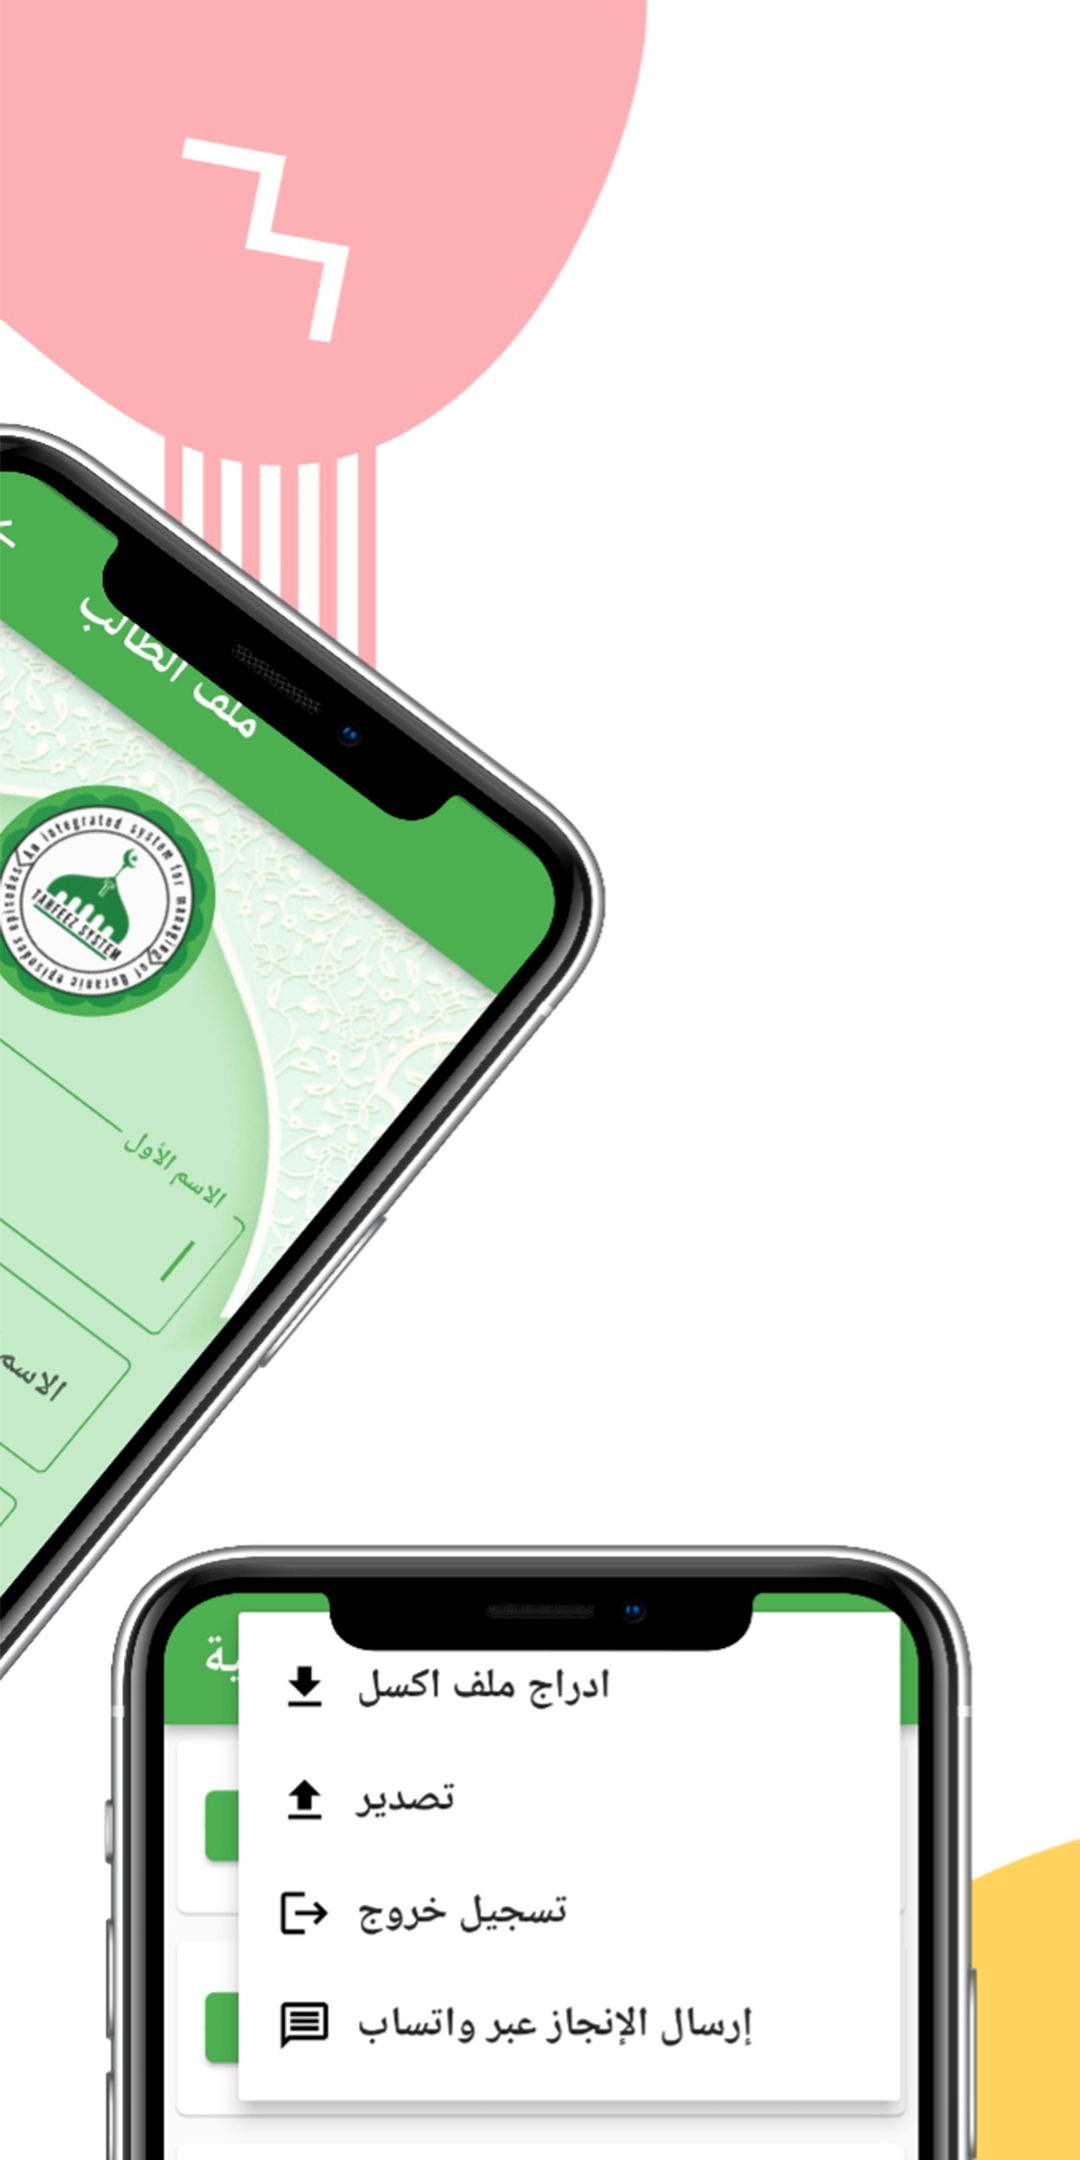 ملف الطالب
An integrated system for managing of Quranic episodes episodes
TAHFEEZ SYSTEM
الاسم الأول
الاسم
ية
ادراج ملف اكسل
تصدير
تسجيل خروج
إرسال الإنجاز عبر واتساب